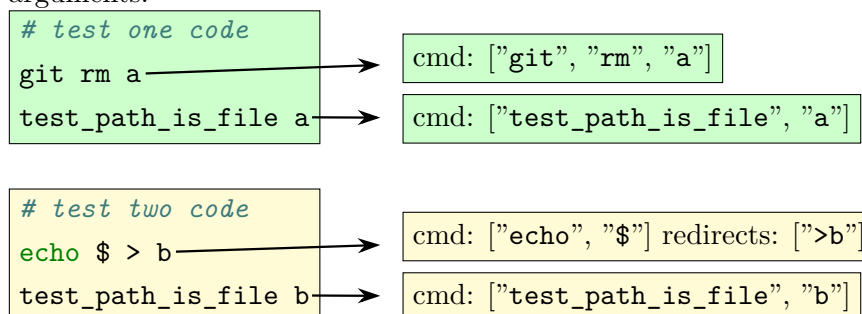 arguments.
# test one code
git rm a
cmd: ["git", "rm", "a"]
test_path_is_file a
cmd: ["test_path_is_file", "a"]
# test two code
echo $ > b
cmd: ["echo", "$"] redirects: [">b"]
test_path_is_file b
cmd: ["test_path_is_file", "b"]